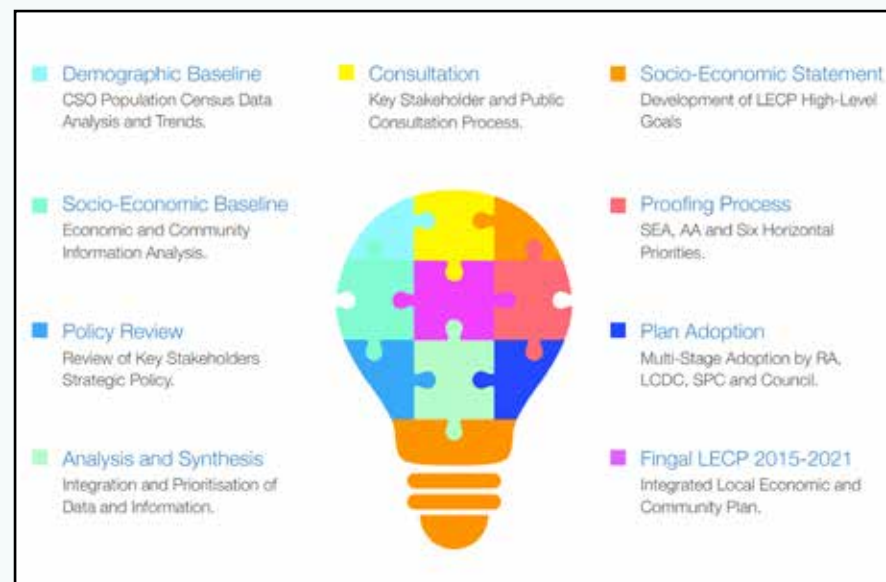 Demographic Baseline
CSO Population Census Data
Analysis and Trends.
Consultation
Key Stakeholder and Public
Consultation Process.
Socio-Economic Statement
Development of LECP High-Level
Goals
Socio-Economic Baseline
Economic and Community
Information Analysis.
Proofing Process
SEA, AA and Six Horizontal
Priorities.
Policy Review
Review of Key Stakeholders
Strategic Policy.
Plan Adoption
Multi-Stage Adoption by RA,
LCDC, SPC and Council.
Analysis and Synthesis
Integration and Prioritisation of
Data and Information.
Fingal LECP 2015-2021
Integrated Local Economic and
Community Plan.